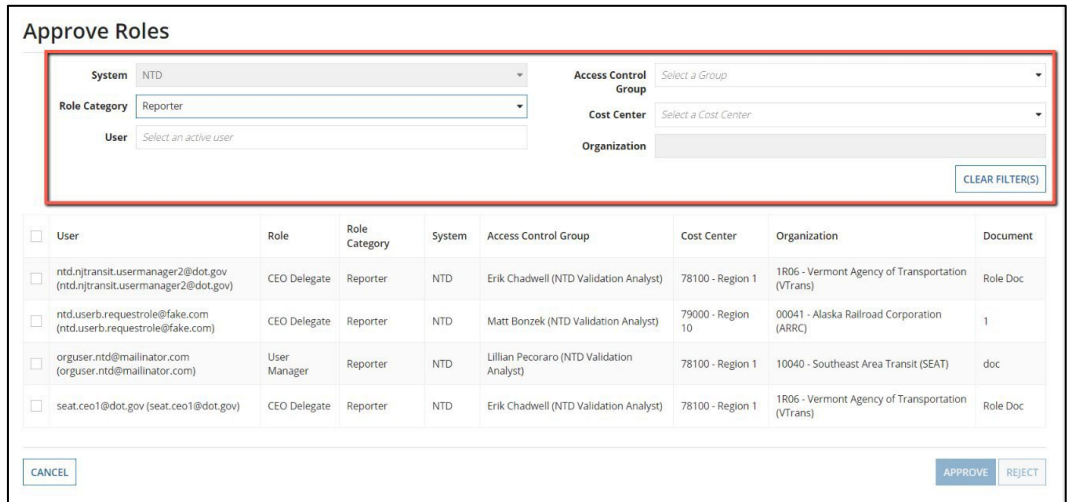 Approve Roles
System NTD
Access Control Group Select a Group
Role Category Reporter
Cost Center Select a Cost Center
User Select an active user
Organization
CLEAR FILTER(S)
User Role Role Category System Access Control Group Cost Center Organization Document
ntd.njtransit.usermanager2@dot.gov (ntd.njtransit.usermanager2@dot.gov) CEO Delegate Reporter NTD Erik Chadwell (NTD Validation Analyst) 78100 - Region 1 1R06 - Vermont Agency of Transportation (VTrans) Role Doc
ntd.userb.requestrole@fake.com (ntd.userb.requestrole@fake.com) CEO Delegate Reporter NTD Matt Bonzek (NTD Validation Analyst) 79000 - Region 10 00041 - Alaska Railroad Corporation (ARRC) 1
orguser.ntd@mailinator.com (orguser.ntd@mailinator.com) User Manager Reporter NTD Lillian Pecoraro (NTD Validation Analyst) 78100 - Region 1 10040 - Southeast Area Transit (SEAT) doc
seat.ceo1@dot.gov (seat.ceo1@dot.gov) CEO Delegate Reporter NTD Erik Chadwell (NTD Validation Analyst) 78100 - Region 1 1R06 - Vermont Agency of Transportation (VTrans) Role Doc
CANCEL
APPROVE REJECT